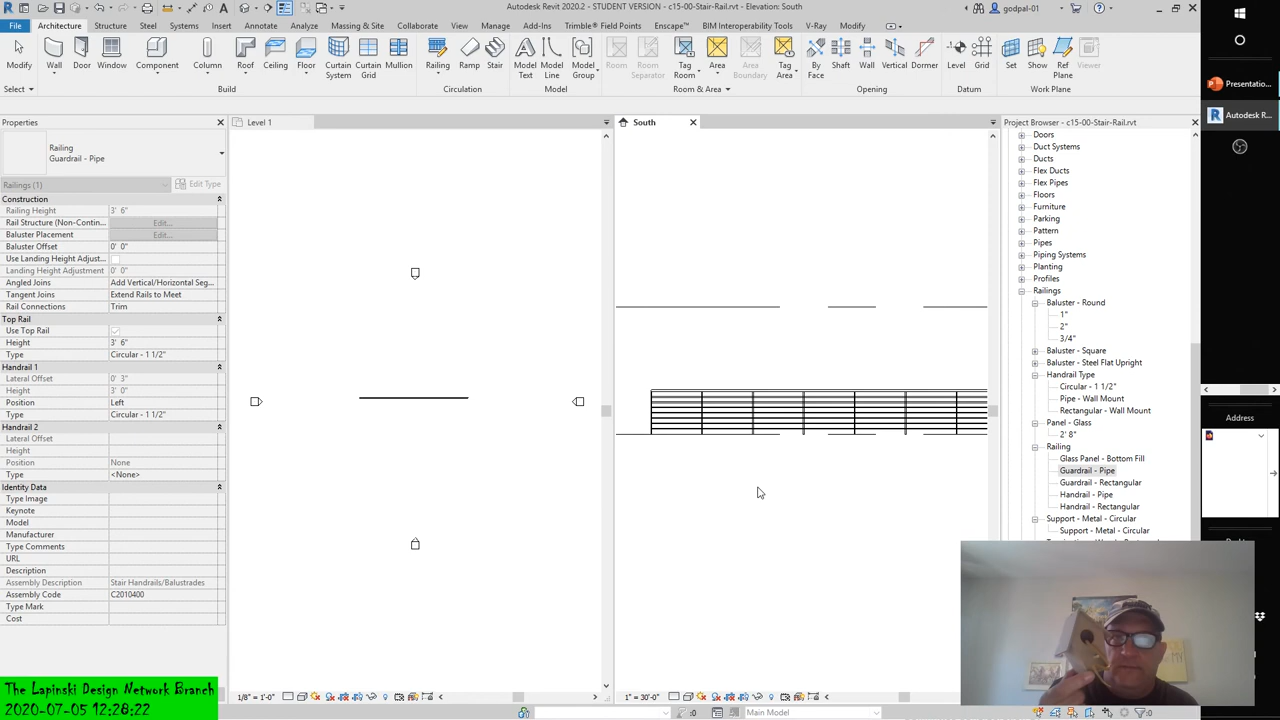 Autodesk Revit 2020.2 - STUDENT VERSION - c15-00-Stair-Rail.rvt - Elevation: South
godpal-01
File Architecture Structure Steel Systems Insert Annotate Analyze Massing & Site Collaborate View Manage Add-Ins Trimble® Field Points Enscape™ BIM Interoperability Tools V-Ray Modify
Modify Wall Door Window Component Column Roof Ceiling Floor Curtain System Curtain Grid Mullion Railing Ramp Stair Model Text Model Line Model Group Room Room Separator Tag Room Area Area Boundary Tag Area By Face Shaft Wall Vertical Dormer Level Grid Set Show Ref Plane Viewer
Select Build Circulation Model Room & Area Opening Datum Work Plane
Presentatio...
Autodesk R...
Properties
Level 1
South
Project Browser - c15-00-Stair-Rail.rvt
Railing
Guardrail - Pipe
Railings (1)
Edit Type
Construction
Railing Height 3' 6"
Rail Structure (Non-Contin... Edit...
Baluster Placement Edit...
Baluster Offset 0' 0"
Use Landing Height Adjust...
Landing Height Adjustment 0' 0"
Angled Joins Add Vertical/Horizontal Seg...
Tangent Joins Extend Rails to Meet
Rail Connections Trim
Top Rail
Use Top Rail
Height 3' 6"
Type Circular - 1 1/2"
Handrail 1
Lateral Offset 0' 3"
Height 3' 0"
Position Left
Type Circular - 1 1/2"
Handrail 2
Lateral Offset
Height
Position None
Type <None>
Identity Data
Type Image
Keynote
Model
Manufacturer
Type Comments
URL
Description
Assembly Description Stair Handrails/Balustrades
Assembly Code C2010400
Type Mark
Cost
Doors
Duct Systems
Ducts
Flex Ducts
Flex Pipes
Floors
Furniture
Parking
Pattern
Pipes
Piping Systems
Planting
Profiles
Railings
Baluster - Round
1"
2"
3/4"
Baluster - Square
Baluster - Steel Flat Upright
Handrail Type
Circular - 1 1/2"
Pipe - Wall Mount
Rectangular - Wall Mount
Panel - Glass
2' 8"
Railing
Glass Panel - Bottom Fill
Guardrail - Pipe
Guardrail - Rectangular
Handrail - Pipe
Handrail - Rectangular
Support - Metal - Circular
Support - Metal - Circular
Address
The Lapinski Design Network Branch
2020-07-05 12:28:22
1/8" = 1'-0"
1" = 30'-0"
:0
Main Model
:0